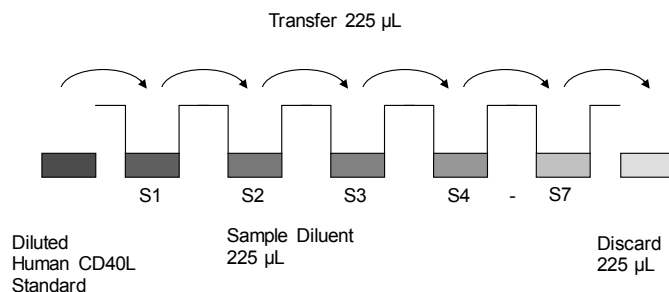 Transfer 225 µL
S1 S2 S3 S4 - S7
Diluted
Human CD40L
Standard
Sample Diluent
225 µL
Discard
225 µL